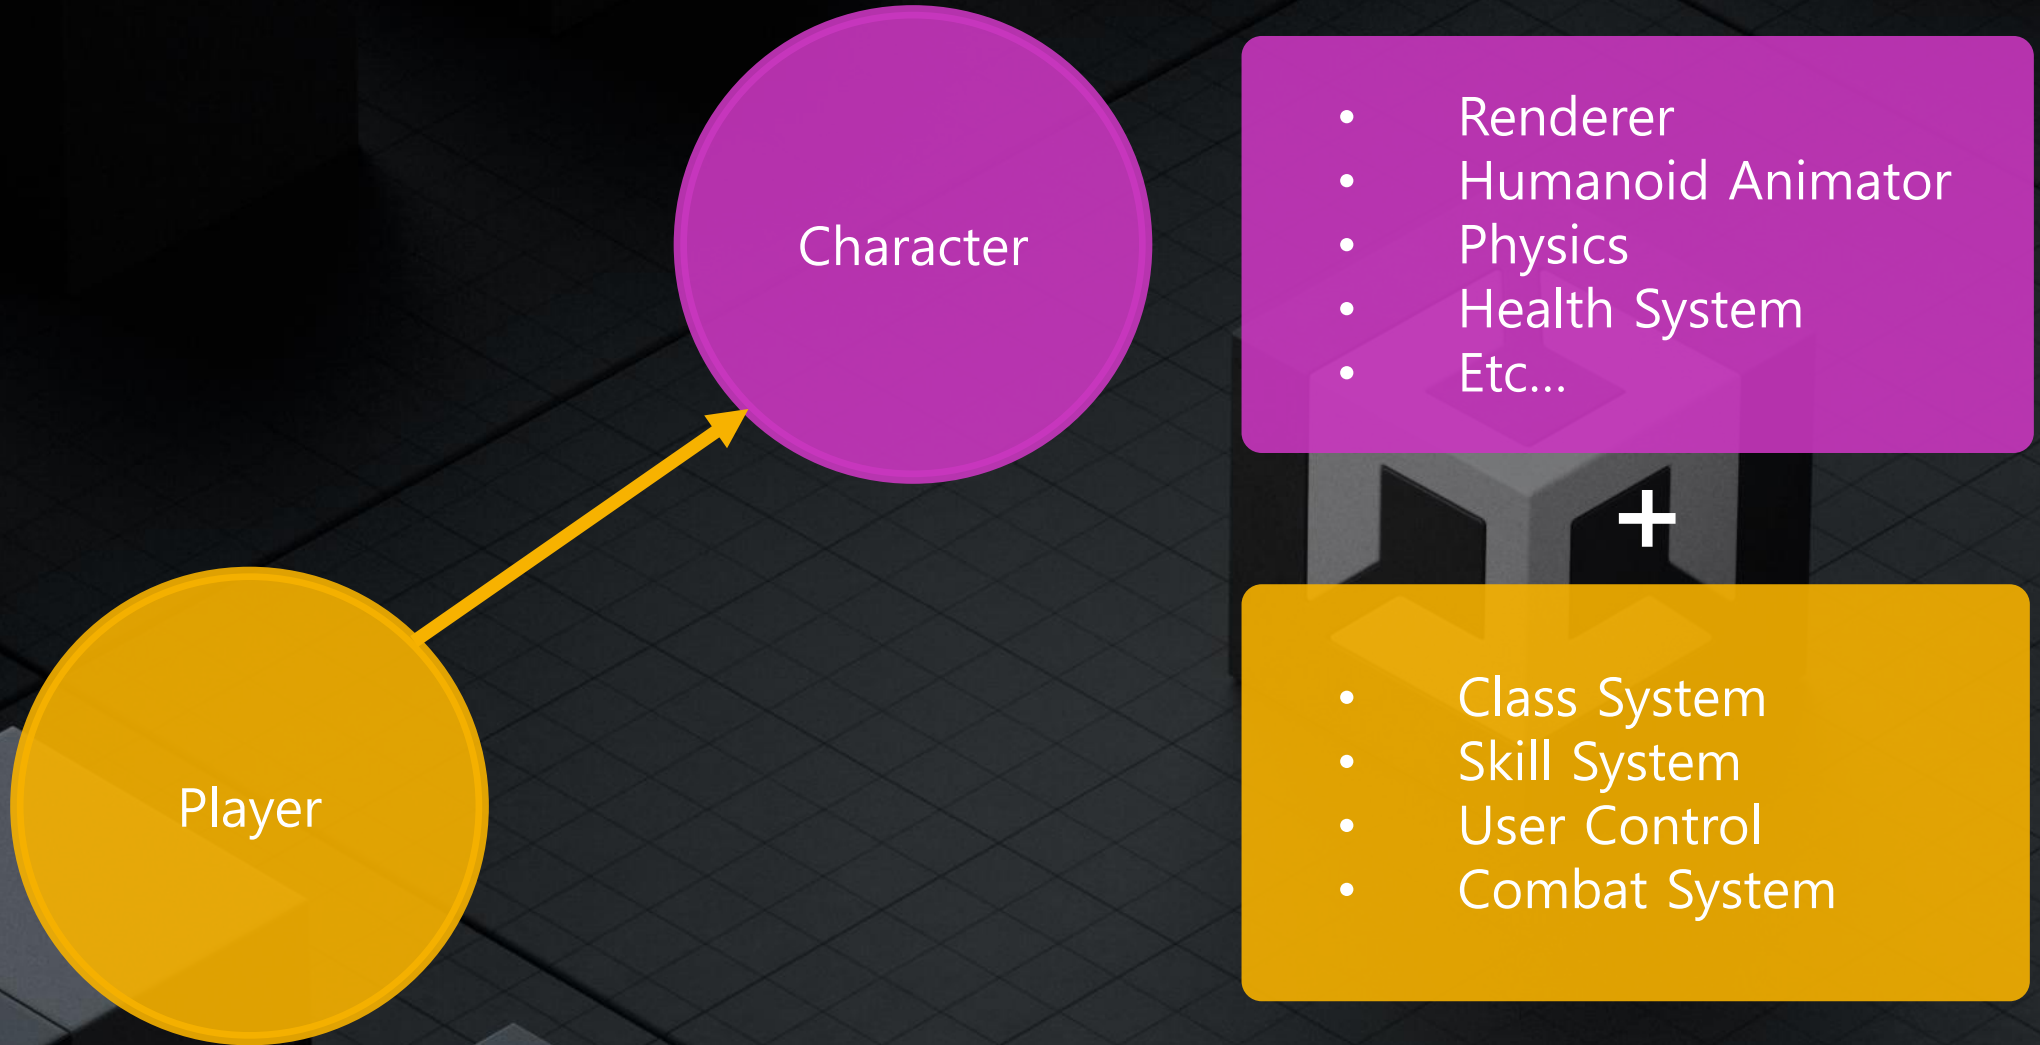 Character
Player
• Renderer
• Humanoid Animator
• Physics
• Health System
• Etc...
+
• Class System
• Skill System
• User Control
• Combat System